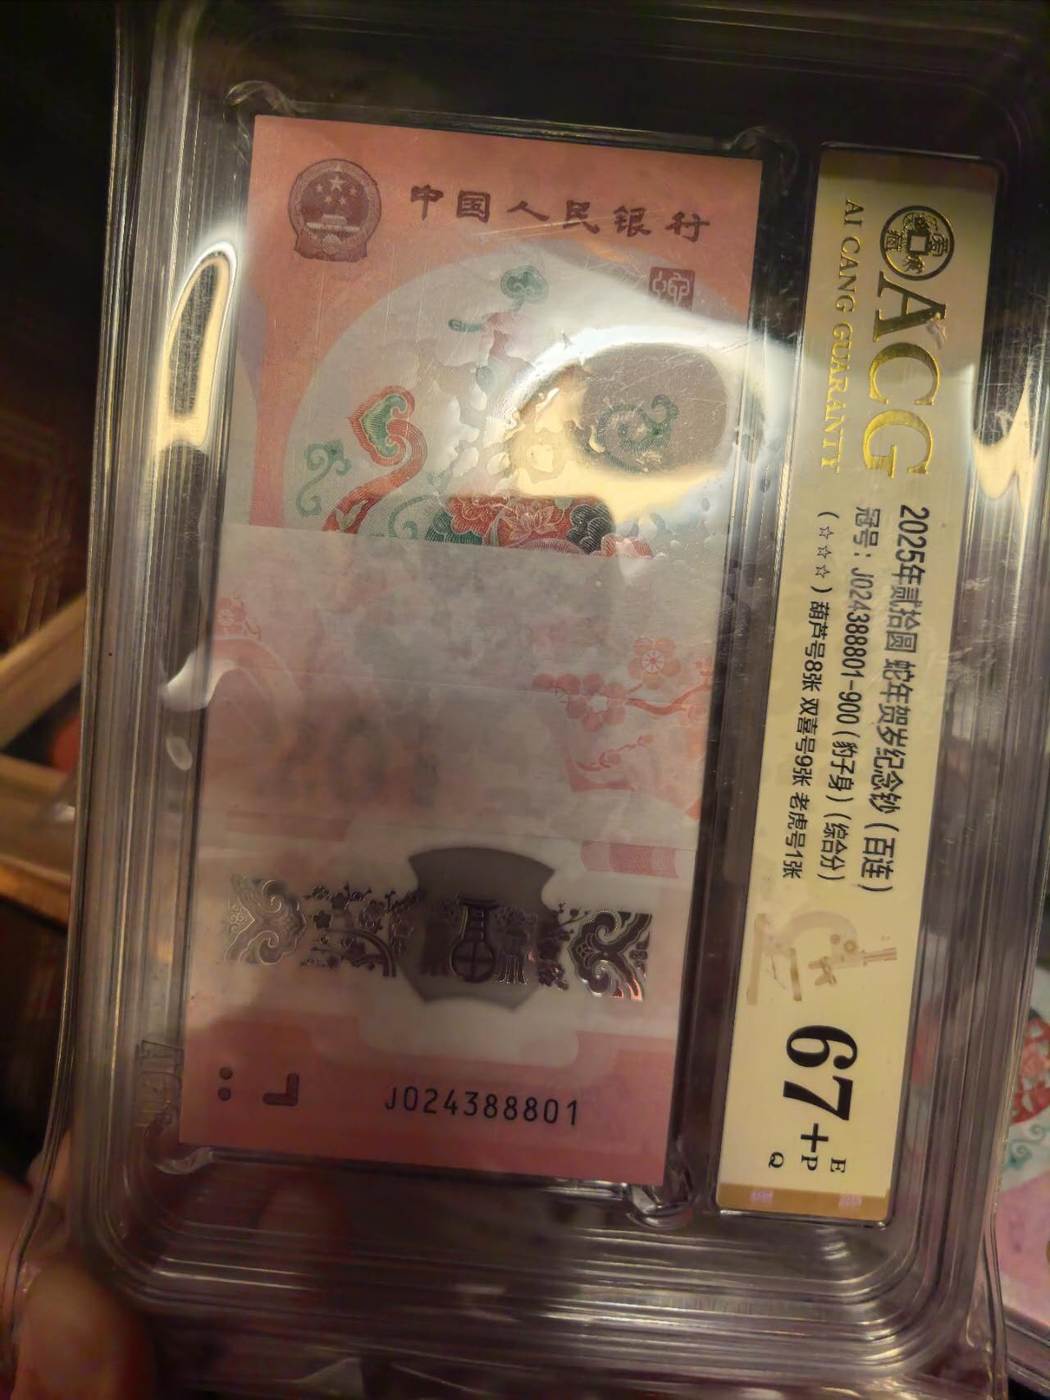 中国人民银行
蛇
J024388801
ACG
AI CANG GUARANTY
2025年贰拾圆 蛇年贺岁纪念钞（百连）
冠号：J024388801-900（豹子身）（综合分）
（☆☆☆）葫芦号8张 双喜号9张 老虎号1张
67+
E
P
Q